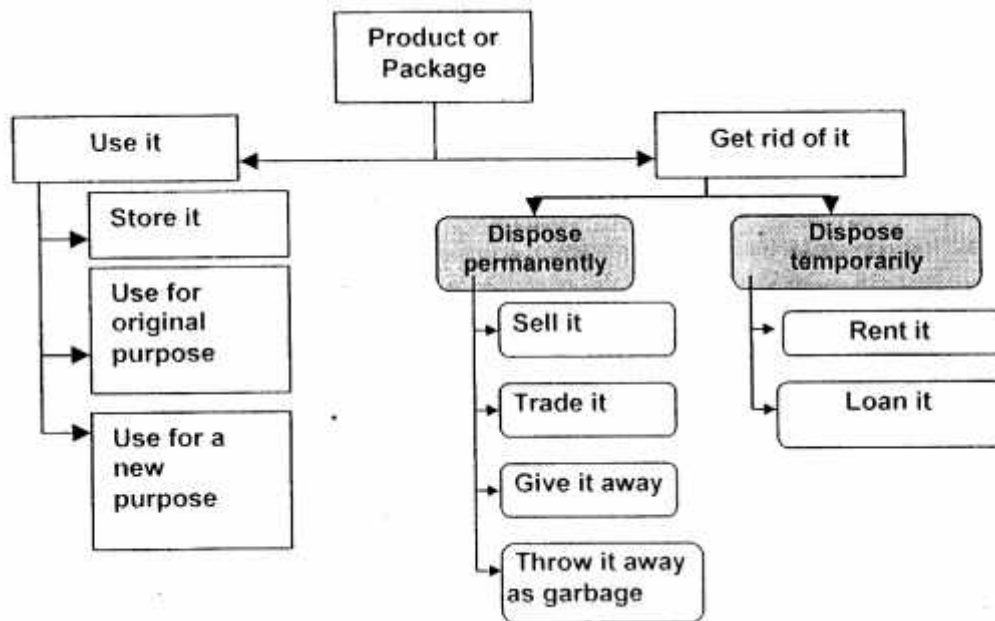 Product or
Package
Use it
Get rid of it
Store it
Use for
original
purpose
Use for a
new
purpose
Dispose
permanently
Sell it
Trade it
Give it away
Throw it away
as garbage
Dispose
temporarily
Rent it
Loan it